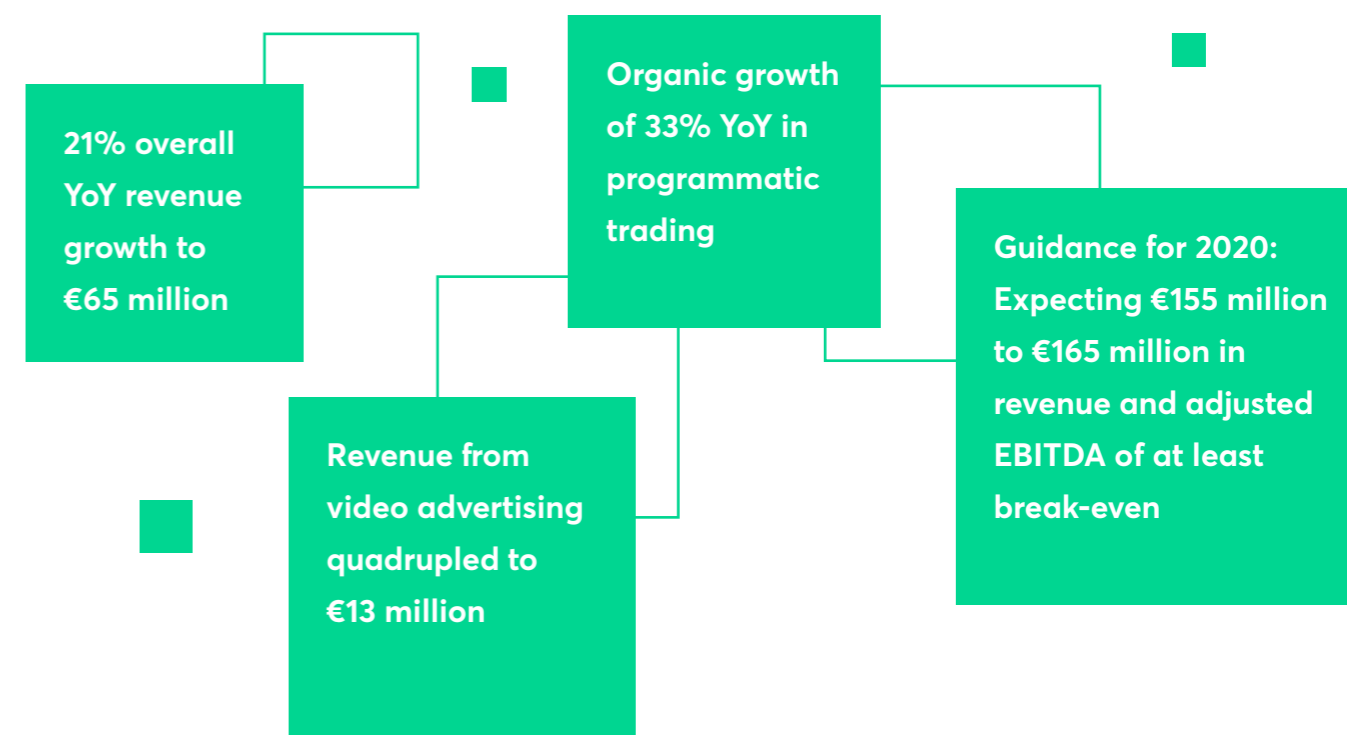 21% overall
YoY revenue
growth to
€65 million
Organic growth
of 33% YoY in
programmatic
trading
Revenue from
video advertising
quadrupled to
€13 million
Guidance for 2020:
Expecting €155 million
to €165 million in
revenue and adjusted
EBITDA of at least
break-even